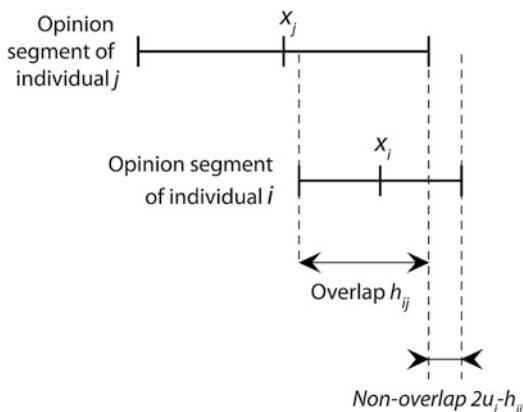 Opinion
segment of
individual j
x_j
Opinion segment
of individual i
x_i
Overlap h_ij
Non-overlap 2u_i-h_ij